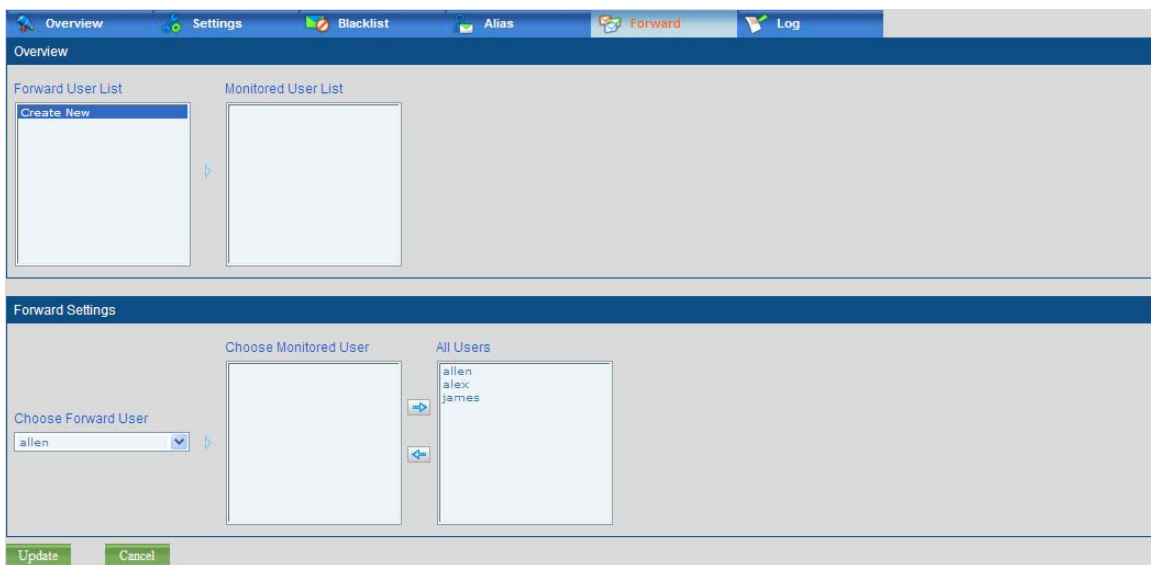 Overview Settings Blacklist Alias Forward Log
Overview
Forward User List Monitored User List
Create New
Forward Settings
Choose Monitored User All Users
allen
alex
james
Choose Forward User
allen
Update Cancel